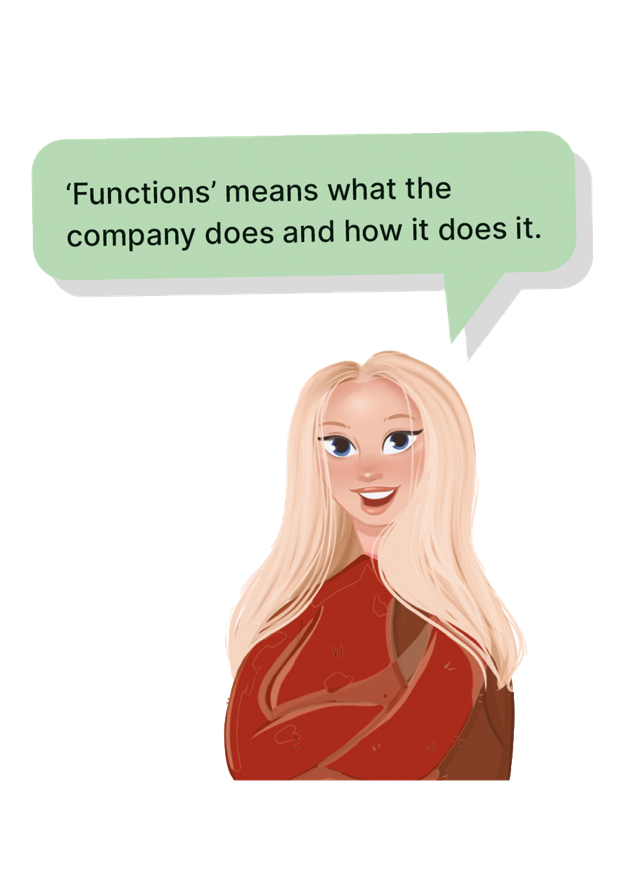 ‘Functions’ means what the
company does and how it does it.